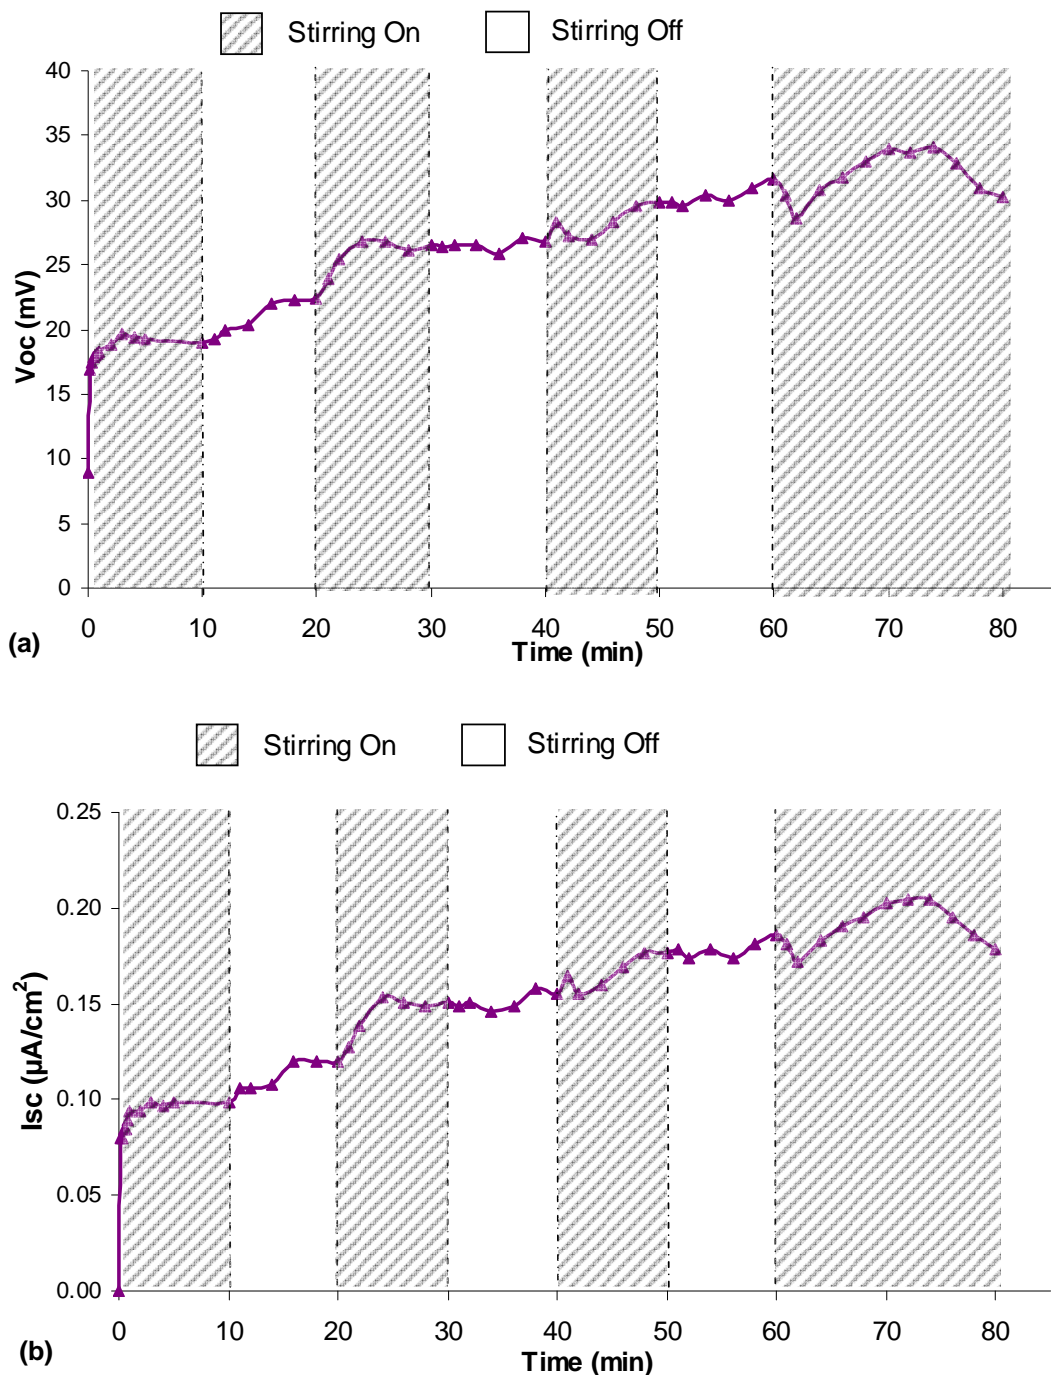 (a)
Stirring On Stirring Off
40
35
30
25
20
15
10
5
0
Voc (mV)
0 10 20 30 40 50 60 70 80
Time (min)
Stirring On Stirring Off
0.25
0.20
0.15
0.10
0.05
0.00
Isc (µA/cm²)
0 10 20 30 40 50 60 70 80
(b)
Time (min)